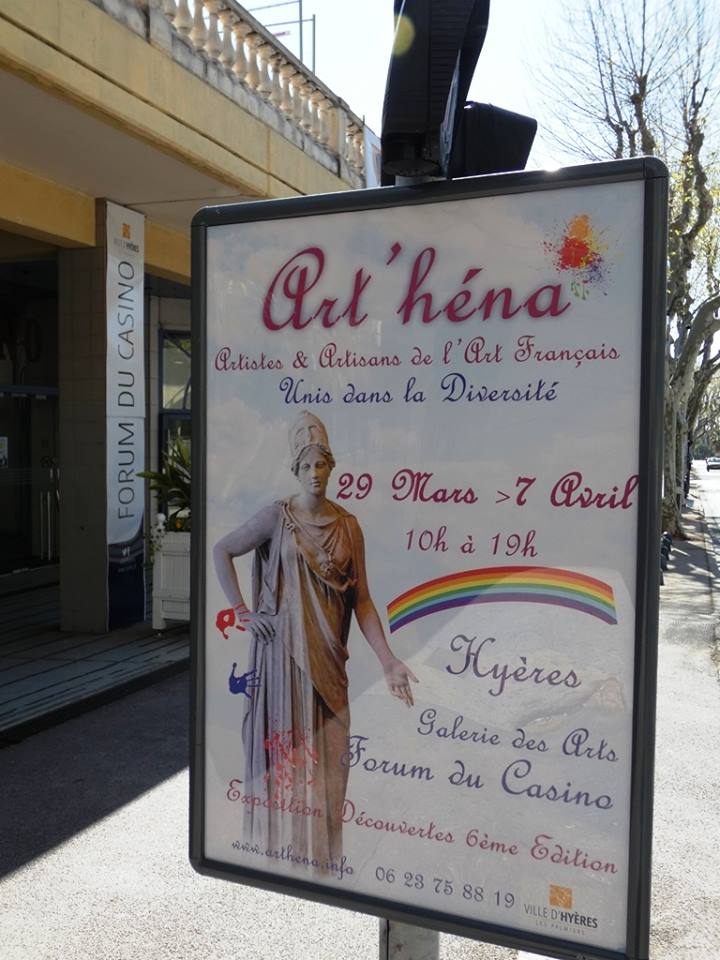 VILLE D'HYÈRES
FORUM DU CASINO
Art'héna
Artistes & Artisans de l'Art Français
Unis dans la Diversité
29 Mars >7 Avril
10h à 19h
Hyères
Galerie des Arts
Forum du Casino
Exposition Découvertes 6ème Edition
www.arthena.info 06 23 75 88 19
VILLE D'HYÈRES
LES PALMIERS